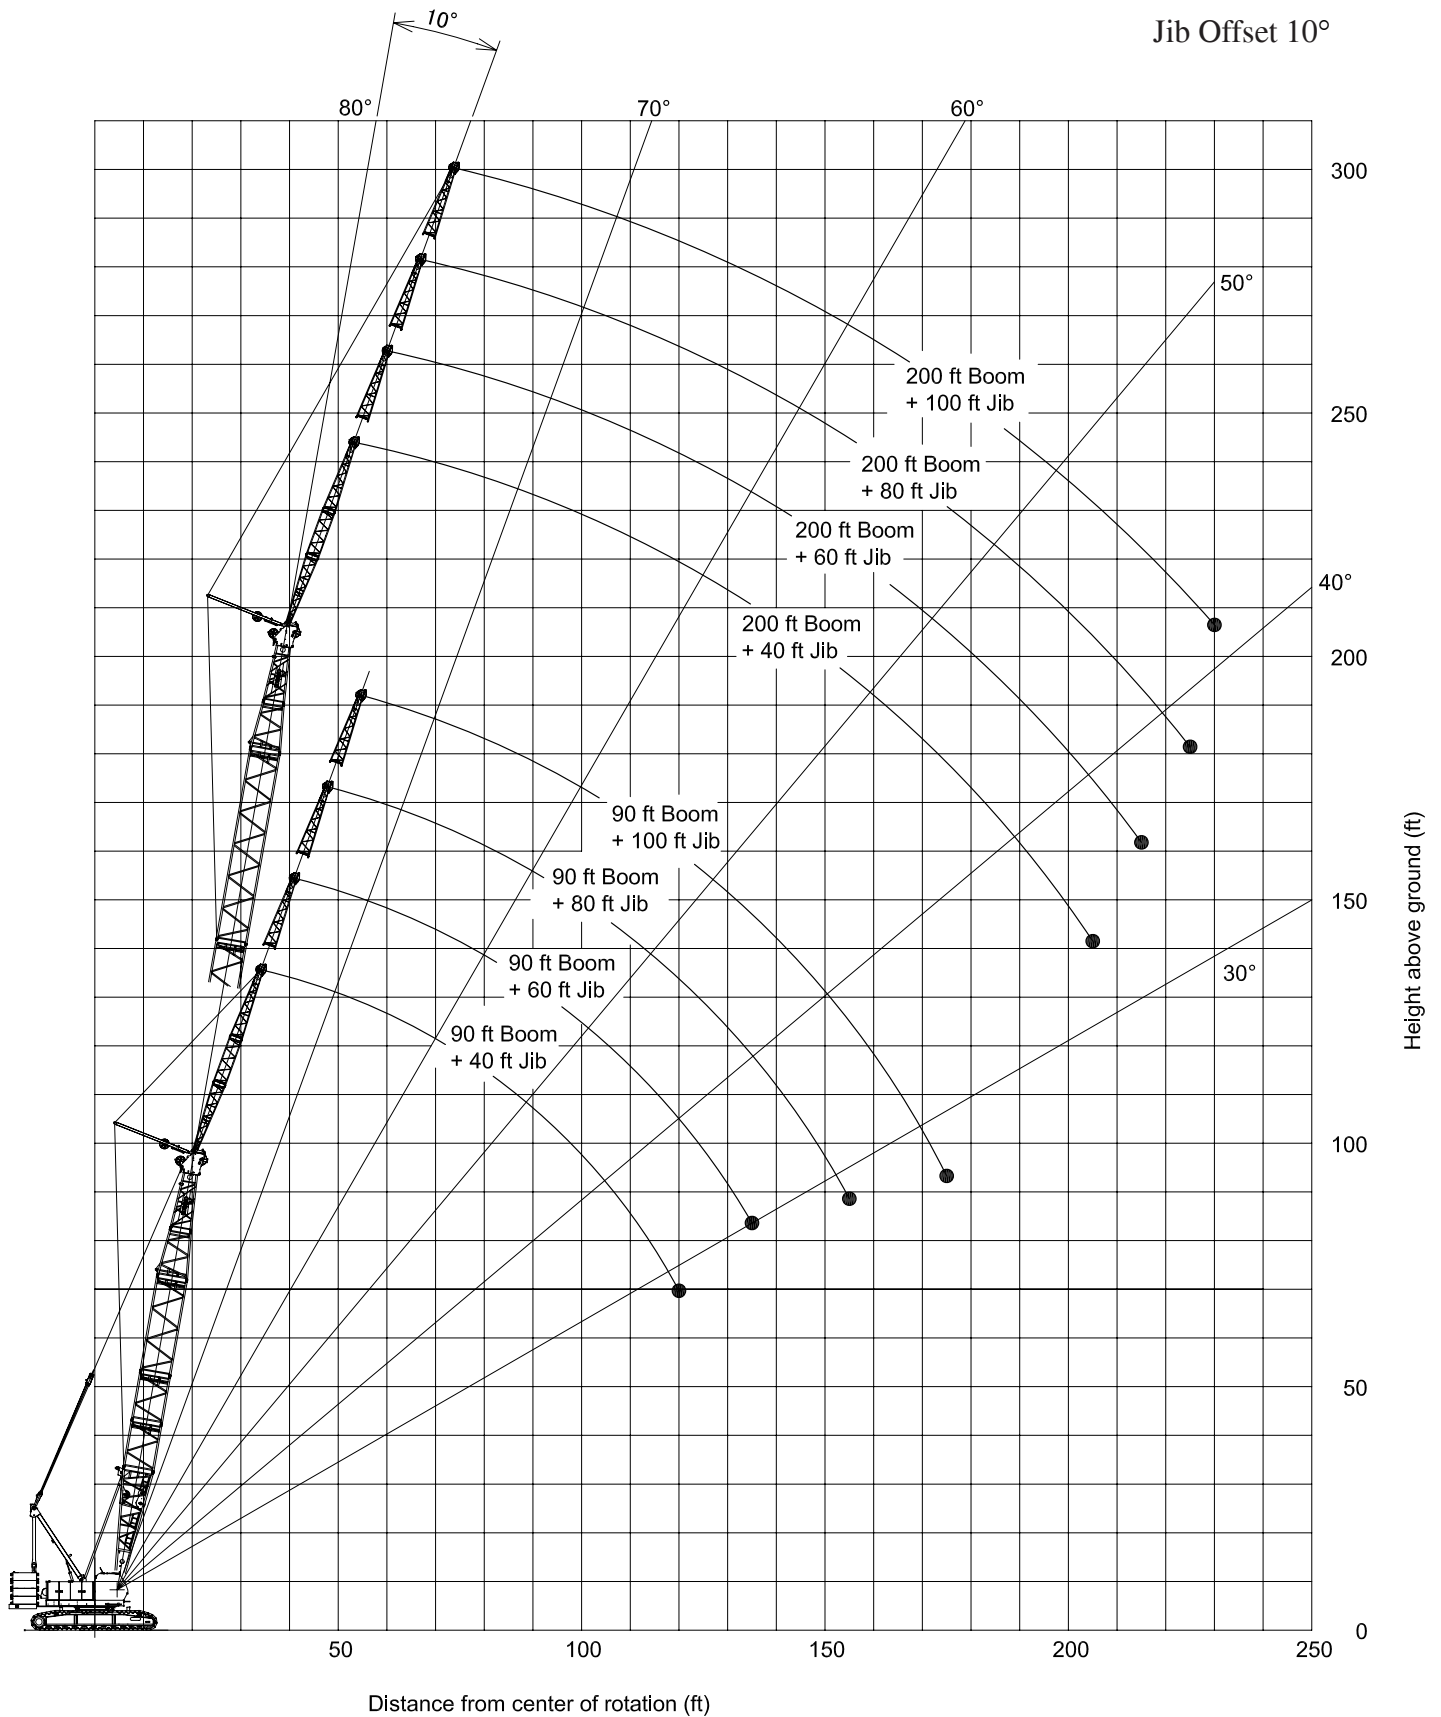 10°
Jib Offset 10°
80°
70°
60°
300
50°
200 ft Boom
+ 100 ft Jib
250
200 ft Boom
+ 80 ft Jib
200 ft Boom
+ 60 ft Jib
40°
200 ft Boom
+ 40 ft Jib
200
90 ft Boom
+ 100 ft Jib
90 ft Boom
+ 80 ft Jib
150
Height above ground (ft)
90 ft Boom
+ 60 ft Jib
30°
90 ft Boom
+ 40 ft Jib
100
50
0
50
100
150
200
250
Distance from center of rotation (ft)